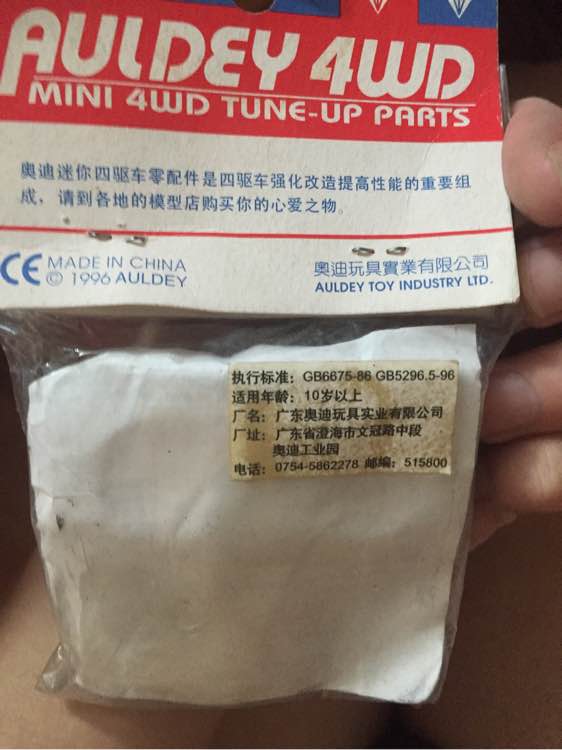 AULDEY 4WD
MINI 4WD TUNE-UP PARTS
奥迪迷你四驱车零配件是四驱车强化改造提高性能的重要组
成，请到各地的模型店购买你的心爱之物。
CE MADE IN CHINA
© 1996 AULDEY
奧迪玩具實業有限公司
AULDEY TOY INDUSTRY LTD.
执行标准：GB6675-86 GB5296.5-96
适用年龄：10岁以上
厂名：广东奥迪玩具实业有限公司
厂址：广东省澄海市文冠路中段
奥迪工业园
电话：0754-5862278 邮编：515800